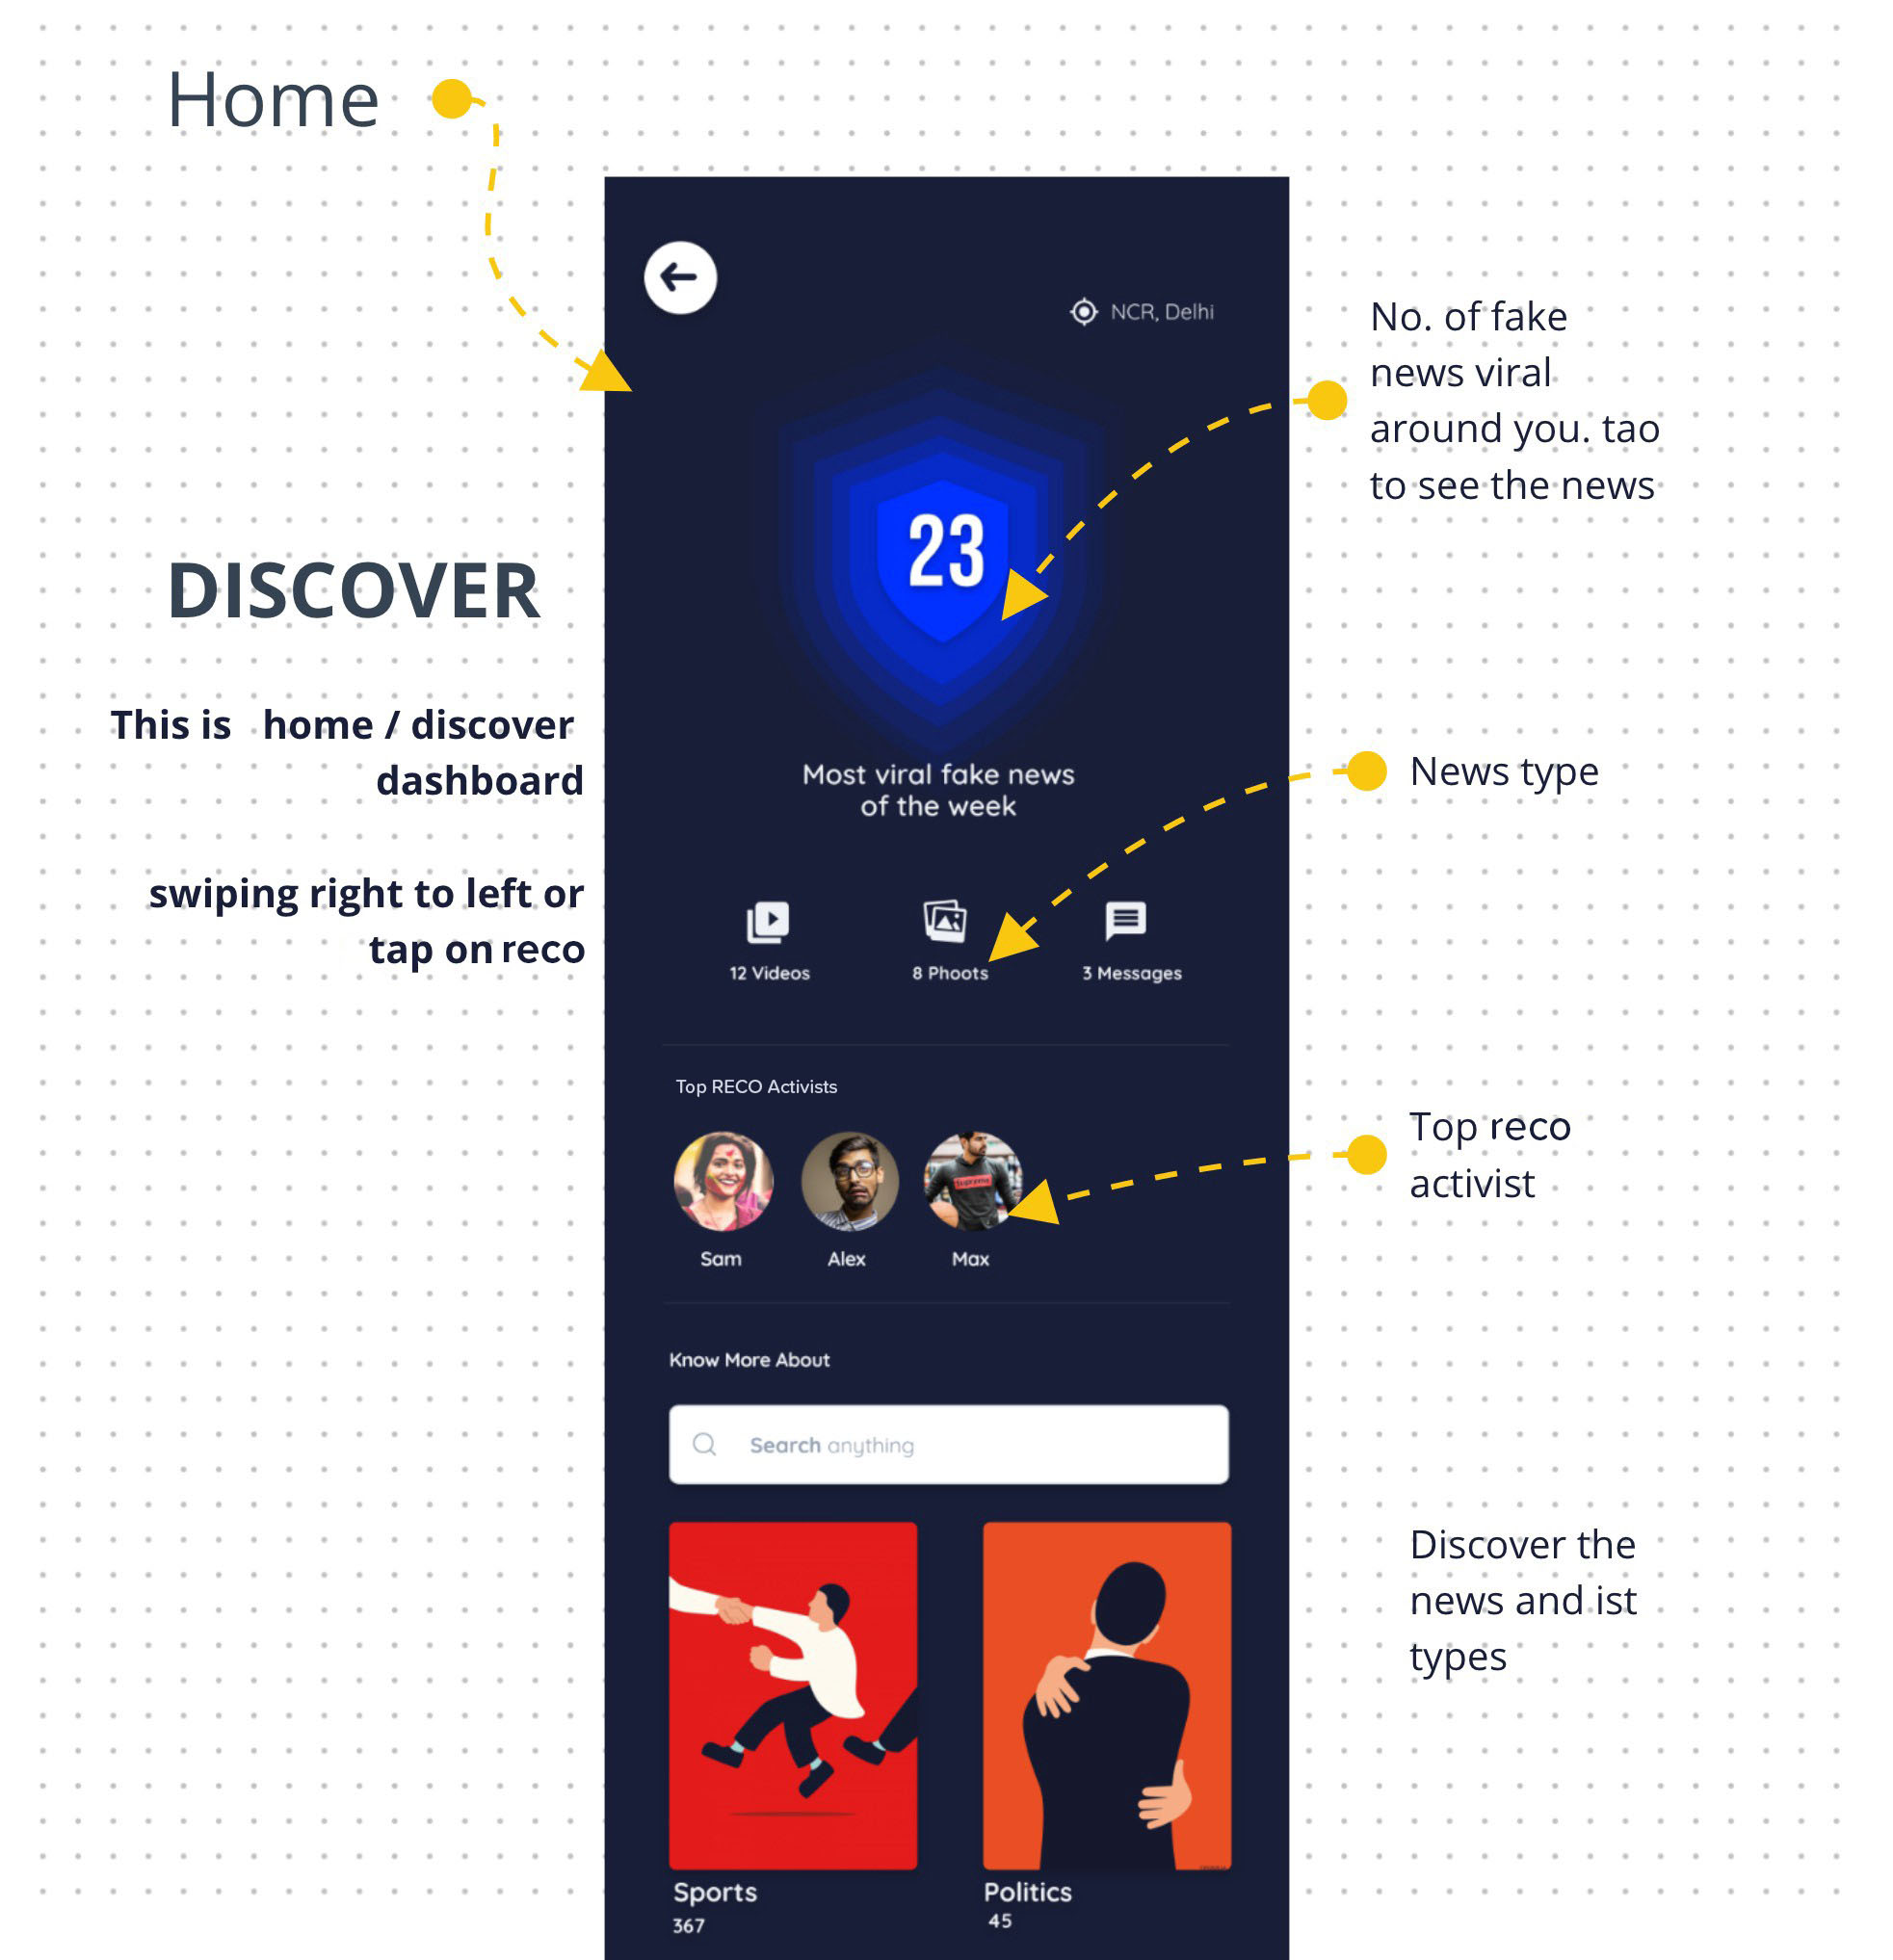 Home
NCR, Delhi
No. of fake
news viral
around you. tao
to see the news
23
DISCOVER
This is home / discover
dashboard
swiping right to left or
tap on reco
Most viral fake news
of the week
News type
12 Videos
8 Phoots
3 Messages
Top RECO Activists
Supreme
Sam
Alex
Max
Top reco
activist
Know More About
Search anything
Discover the
news and ist
types
Sports
367
Politics
45